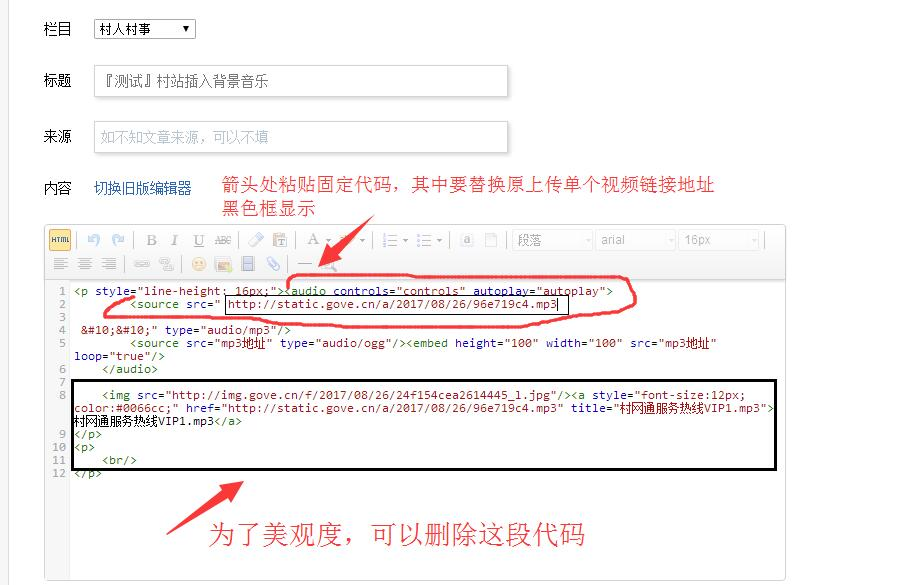 栏目 村人村事
标题 『测试』村站插入背景音乐
来源 如不知文章来源，可以不填
内容 切换旧版编辑器
箭头处粘贴固定代码，其中要替换原上传单个视频链接地址
黑色框显示
HTML B I U ABC A a 段落 arial 16px
1 <p style="line-height: 16px;"><audio controls="controls" autoplay="autoplay">
2 <source src=" http://static.gove.cn/a/2017/08/26/96e719c4.mp3
3
4 &#10;&#10;" type="audio/mp3"/>
5 <source src="mp3地址" type="audio/ogg"/><embed height="100" width="100" src="mp3地址"
loop="true"/>
6 </audio>
7
8 <img src="http://img.gove.cn/f/2017/08/26/24f154cea2614445_1.jpg"/><a style="font-size:12px;
color:#0066cc;" href="http://static.gove.cn/a/2017/08/26/96e719c4.mp3" title="村网通服务热线VIP1.mp3">
村网通服务热线VIP1.mp3</a>
9 </p>
10 <p>
11 <br/>
12 </p>
为了美观度，可以删除这段代码